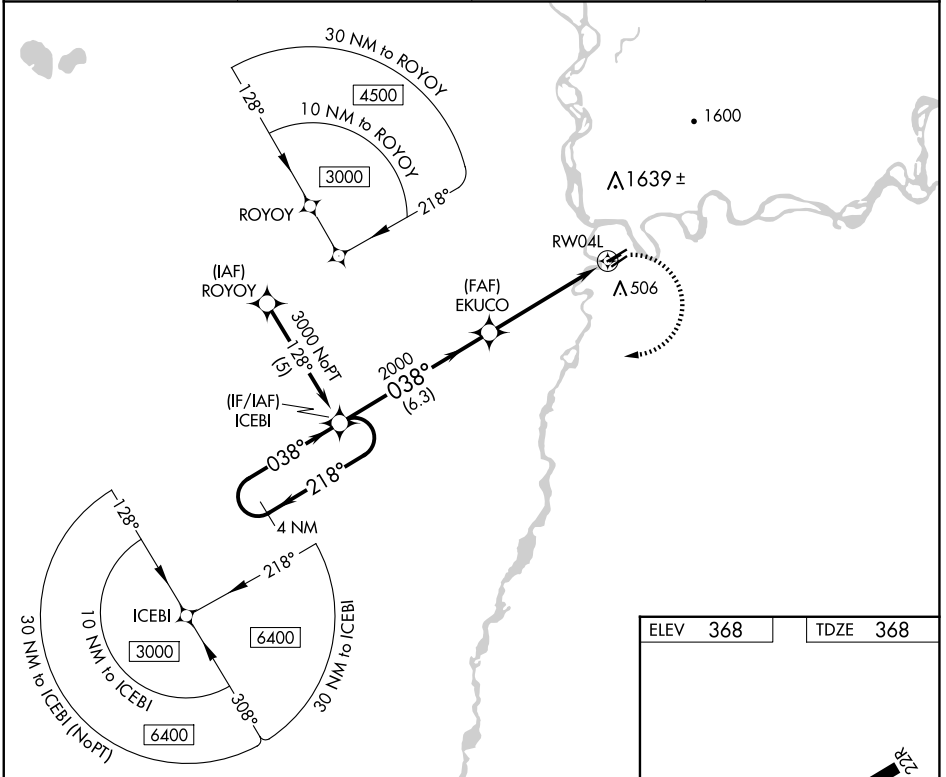 30 NM to ROYOY
4500
128°
10 NM to ROYOY
3000
218°
ROYOY
1600
1639 ±
RW04L
506
(FAF)
EKUCO
(IAF)
ROYOY
3000 NoPT
128°
(5)
2000
038°
(6.3)
(IF/IAF)
ICEBI
038°
218°
4 NM
128°
218°
ICEBI
3000
6400
10 NM to ICEBI
308°
30 NM to ICEBI
30 NM to ICEBI (NoPT)
6400
ELEV 368
TDZE 368
22R